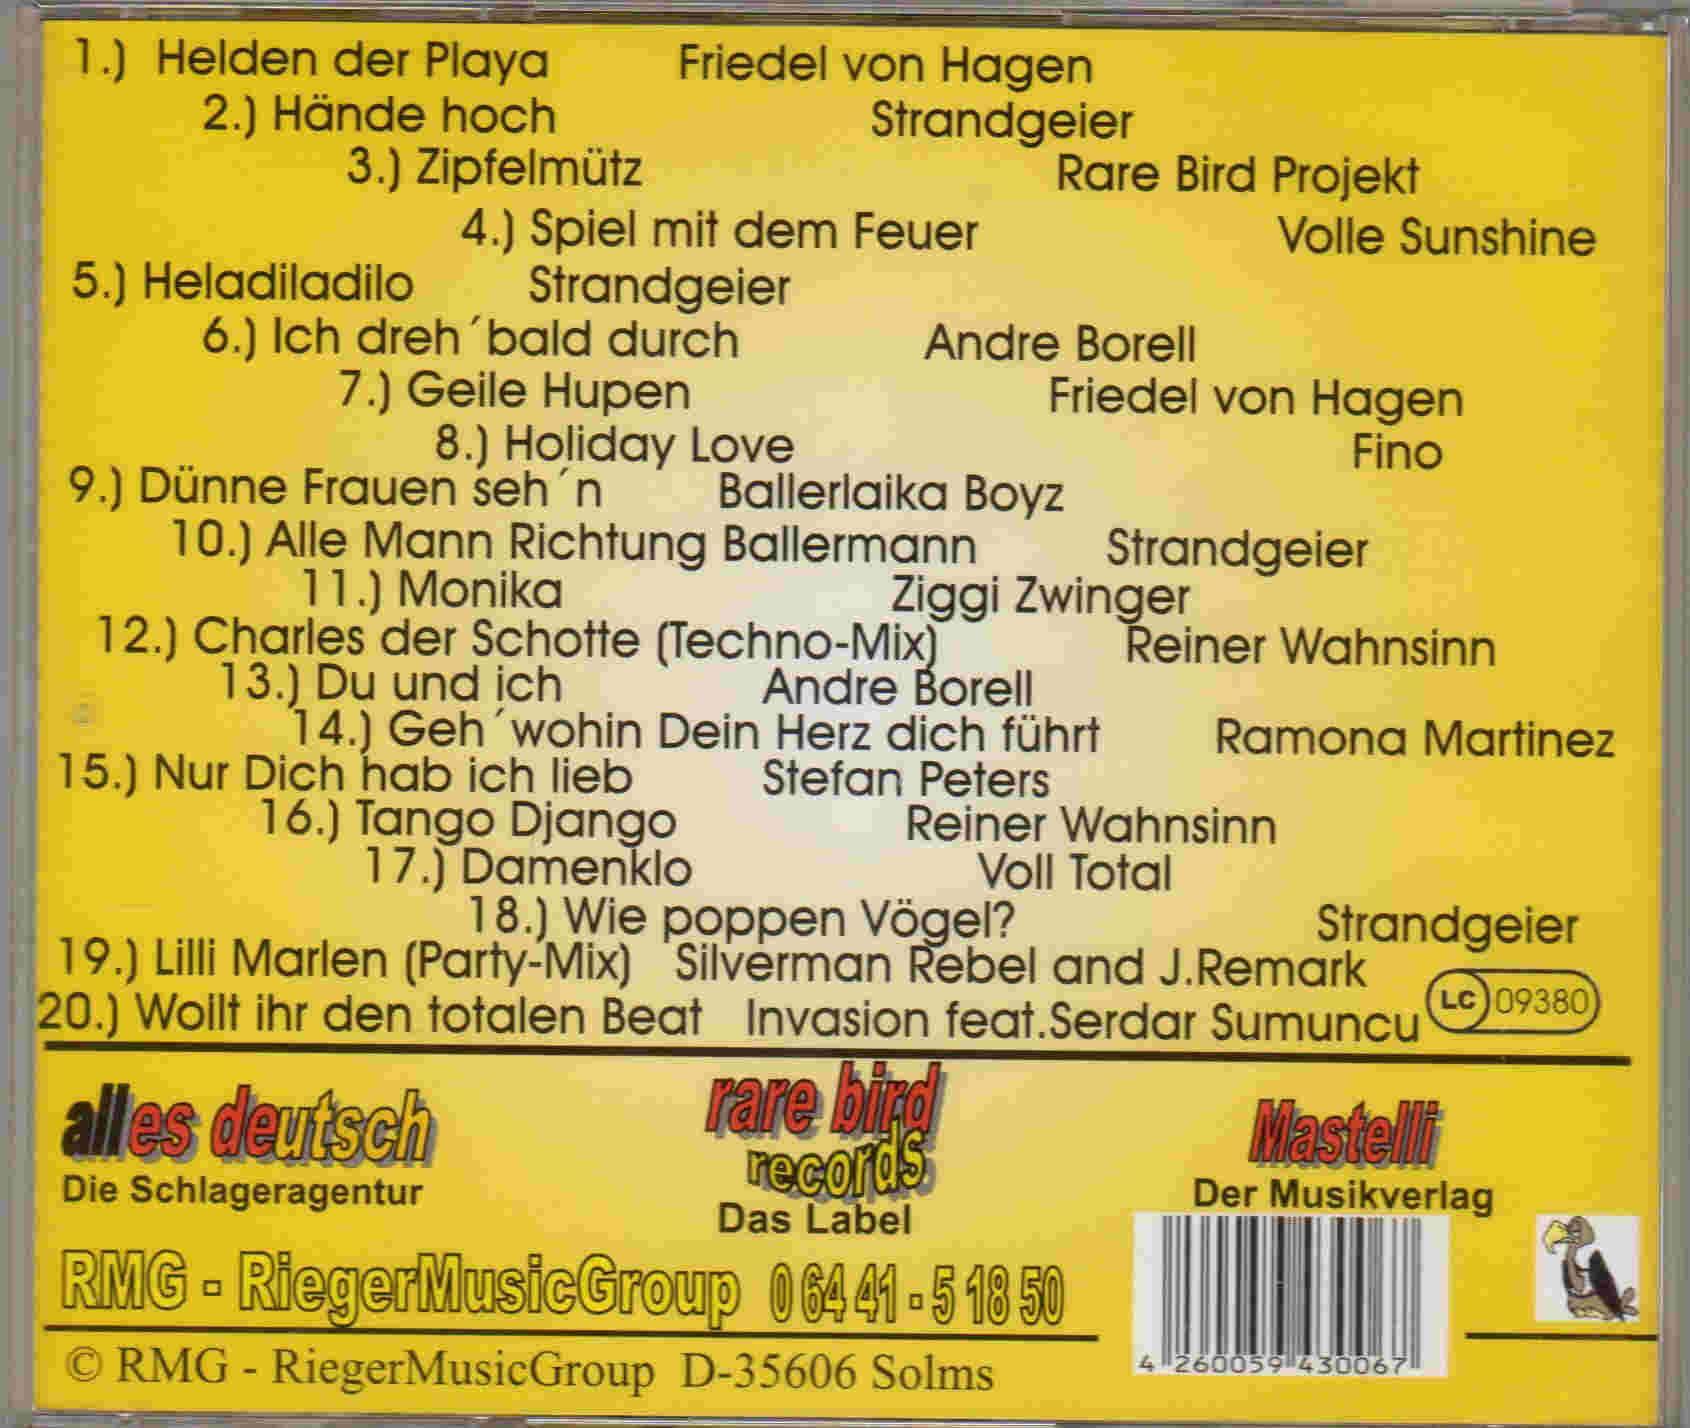 1.) Helden der Playa Friedel von Hagen
2.) Hände hoch Strandgeier
3.) Zipfelmütz Rare Bird Projekt
4.) Spiel mit dem Feuer Volle Sunshine
5.) Heladiladilo Strandgeier
6.) Ich dreh´bald durch Andre Borell
7.) Geile Hupen Friedel von Hagen
8.) Holiday Love Fino
9.) Dünne Frauen seh´n Ballerlaika Boyz
10.) Alle Mann Richtung Ballermann Strandgeier
11.) Monika Ziggi Zwinger
12.) Charles der Schotte (Techno-Mix) Reiner Wahnsinn
13.) Du und ich Andre Borell
14.) Geh´wohin Dein Herz dich führt Ramona Martinez
15.) Nur Dich hab ich lieb Stefan Peters
16.) Tango Django Reiner Wahnsinn
17.) Damenklo Voll Total
18.) Wie poppen Vögel? Strandgeier
19.) Lilli Marlen (Party-Mix) Silverman Rebel and J.Remark
20.) Wollt ihr den totalen Beat Invasion feat.Serdar Sumuncu
LC 09380
alles deutsch
Die Schlageragentur
rare bird
records
Das Label
Mastelli
Der Musikverlag
RMG - RiegerMusicGroup 0 64 41 - 5 18 50
4 260059 430067
© RMG - RiegerMusicGroup D-35606 Solms